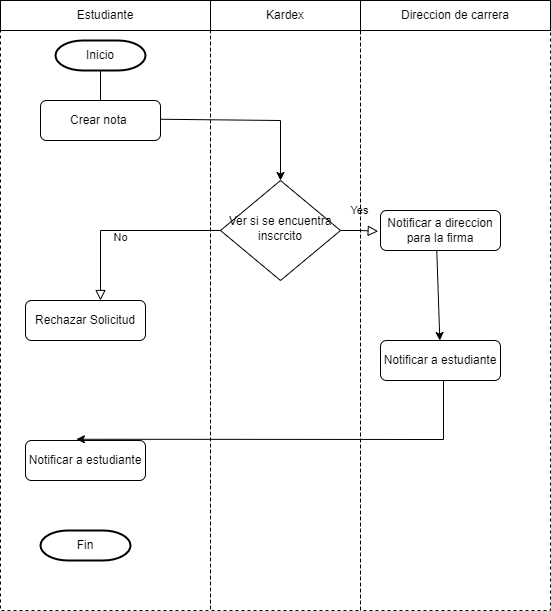 Estudiante
Kardex
Direccion de carrera
Inicio
Crear nota
Ver si se encuentra
inscrcito
Yes
No
Notificar a direccion
para la firma
Rechazar Solicitud
Notificar a estudiante
Notificar a estudiante
Fin